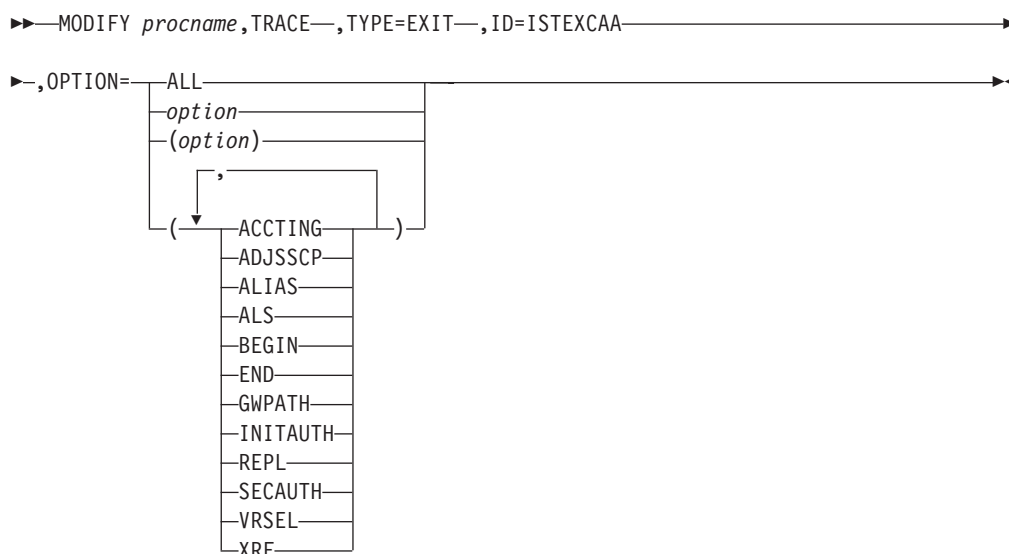 MODIFY procname,TRACE ,TYPE=EXIT ,ID=ISTEXCAA
,OPTION= ALL
option
(option)
,
( ACCTING )
ADJSSCP
ALIAS
ALS
BEGIN
END
GWPATH
INITAUTH
REPL
SECAUTH
VRSEL
XRF